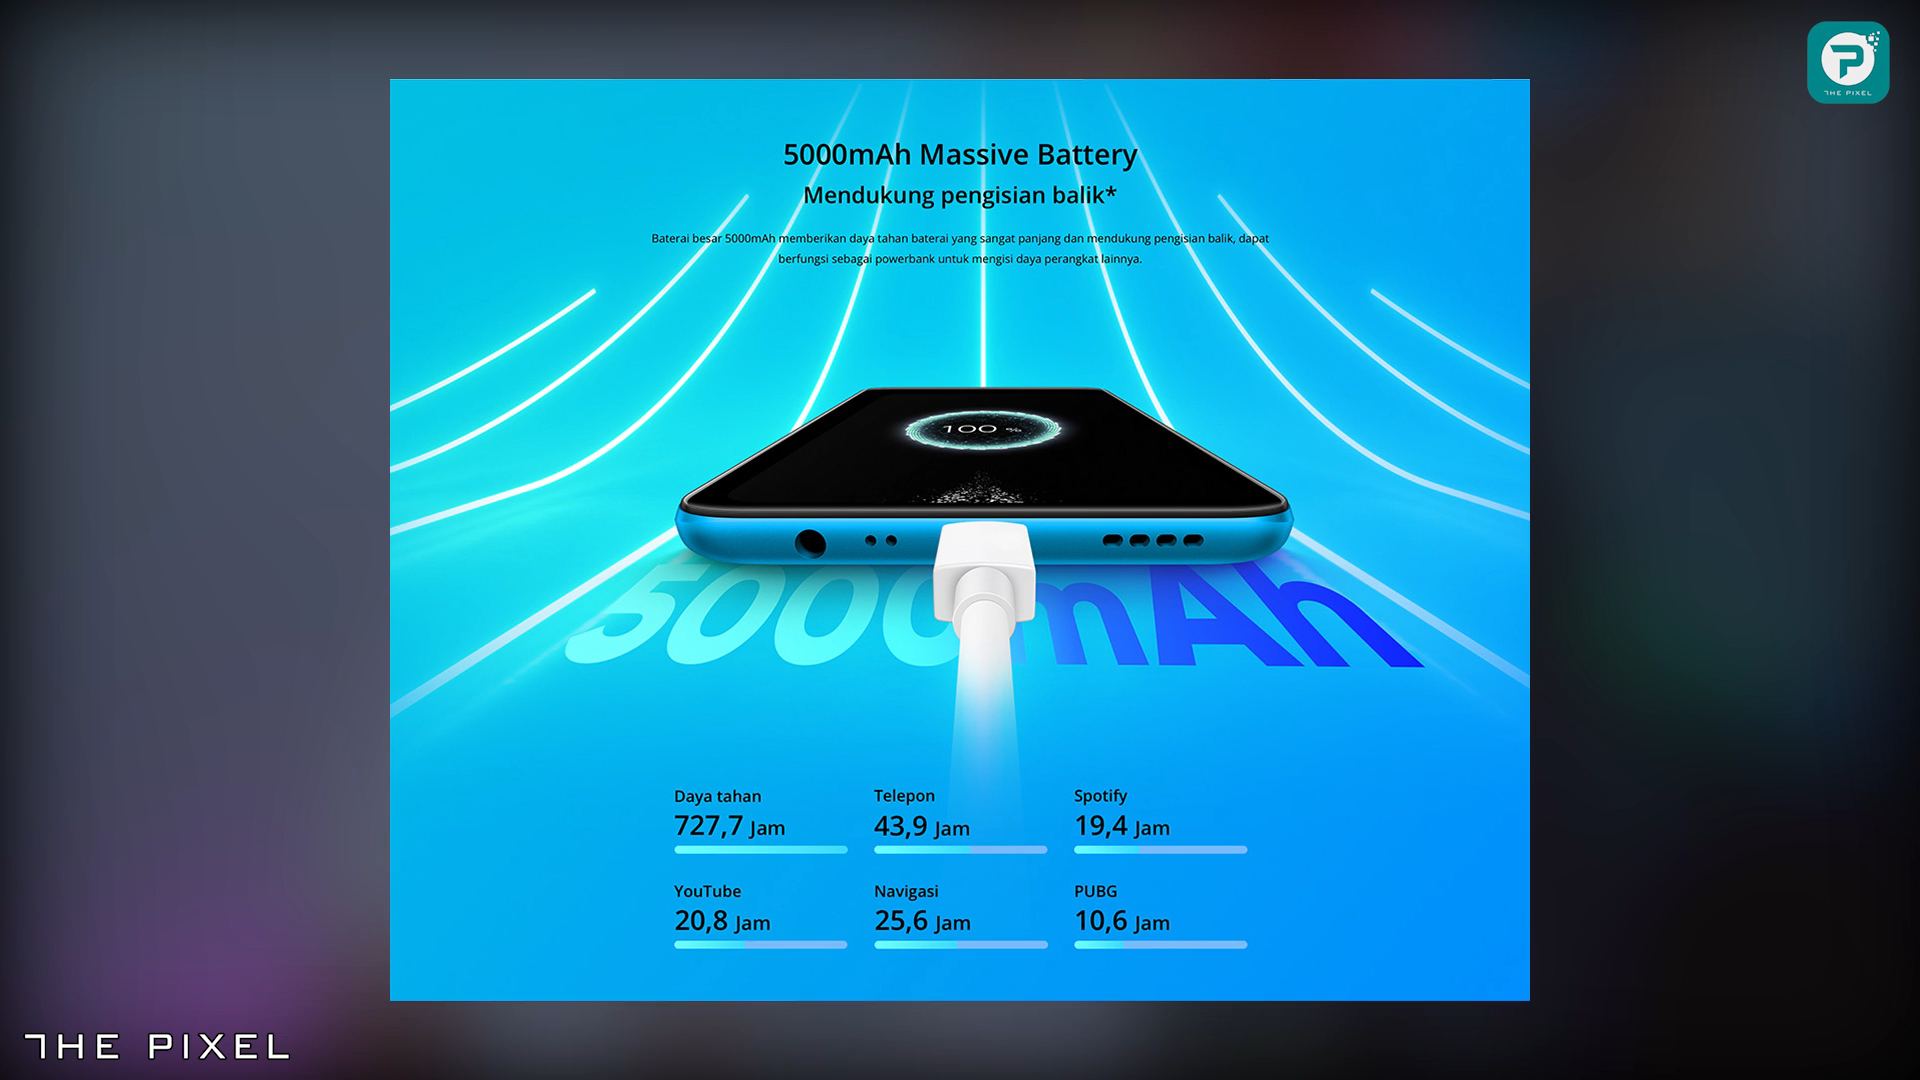 THE PIXEL
5000mAh Massive Battery
Mendukung pengisian balik*
Baterai besar 5000mAh memberikan daya tahan baterai yang sangat panjang dan mendukung pengisian balik, dapat
berfungsi sebagai powerbank untuk mengisi daya perangkat lainnya.
100 %
5000mAh
Daya tahan
727,7 Jam
Telepon
43,9 Jam
Spotify
19,4 Jam
YouTube
20,8 Jam
Navigasi
25,6 Jam
PUBG
10,6 Jam
THE PIXEL